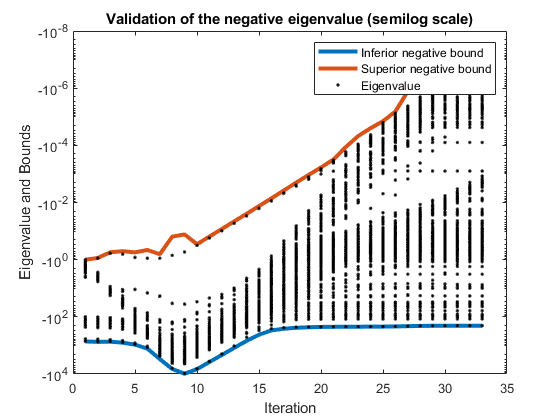 Validation of the negative eigenvalue (semilog scale)
-10^-8
-10^-6
-10^-4
-10^-2
-10^0
-10^2
-10^4
Eigenvalue and Bounds
Inferior negative bound
Superior negative bound
Eigenvalue
0 5 10 15 20 25 30 35
Iteration